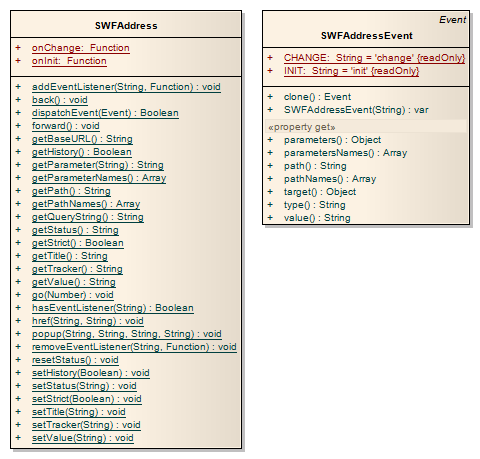 SWFAddress
+ onChange: Function
+ onInit: Function
+ addEventListener(String, Function) : void
+ back() : void
+ dispatchEvent(Event) : Boolean
+ forward() : void
+ getBaseURL() : String
+ getHistory() : Boolean
+ getParameter(String) : String
+ getParameterNames() : Array
+ getPath() : String
+ getPathNames() : Array
+ getQueryString() : String
+ getStatus() : String
+ getStrict() : Boolean
+ getTitle() : String
+ getTracker() : String
+ getValue() : String
+ go(Number) : void
+ hasEventListener(String) : Boolean
+ href(String, String) : void
+ popup(String, String, String, String) : void
+ removeEventListener(String, Function) : void
+ resetStatus() : void
+ setHistory(Boolean) : void
+ setStatus(String) : void
+ setStrict(Boolean) : void
+ setTitle(String) : void
+ setTracker(String) : void
+ setValue(String) : void
Event
SWFAddressEvent
+ CHANGE: String = 'change' {readOnly}
+ INIT: String = 'init' {readOnly}
+ clone() : Event
+ SWFAddressEvent(String) : var
«property get»
+ parameters() : Object
+ parametersNames() : Array
+ path() : String
+ pathNames() : Array
+ target() : Object
+ type() : String
+ value() : String